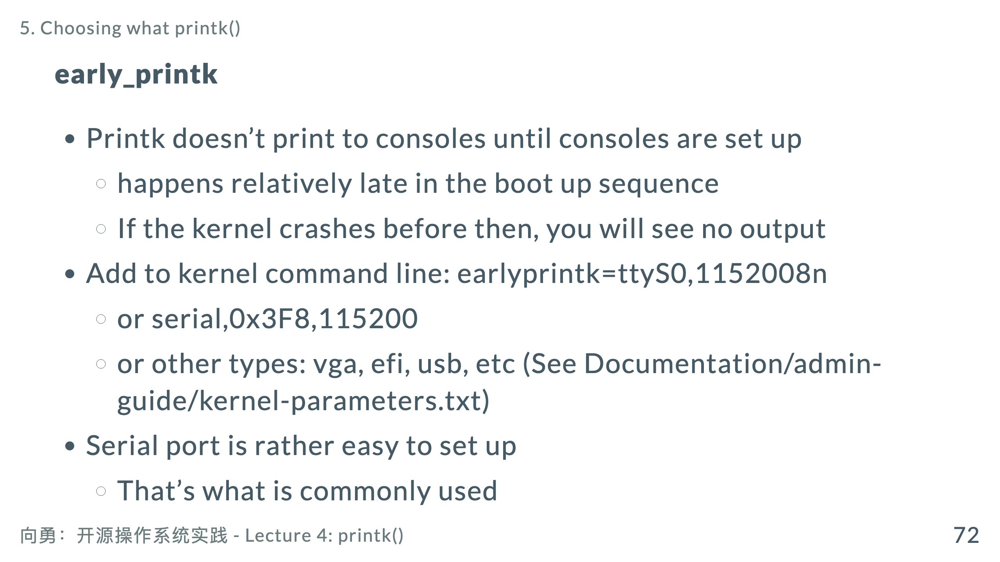 5. Choosing what printk()
early_printk
• Printk doesn’t print to consoles until consoles are set up
○ happens relatively late in the boot up sequence
○ If the kernel crashes before then, you will see no output
• Add to kernel command line: earlyprintk=ttyS0,1152008n
○ or serial,0x3F8,115200
○ or other types: vga, efi, usb, etc (See Documentation/admin-
guide/kernel-parameters.txt)
• Serial port is rather easy to set up
○ That’s what is commonly used
向勇：开源操作系统实践 - Lecture 4: printk()
72